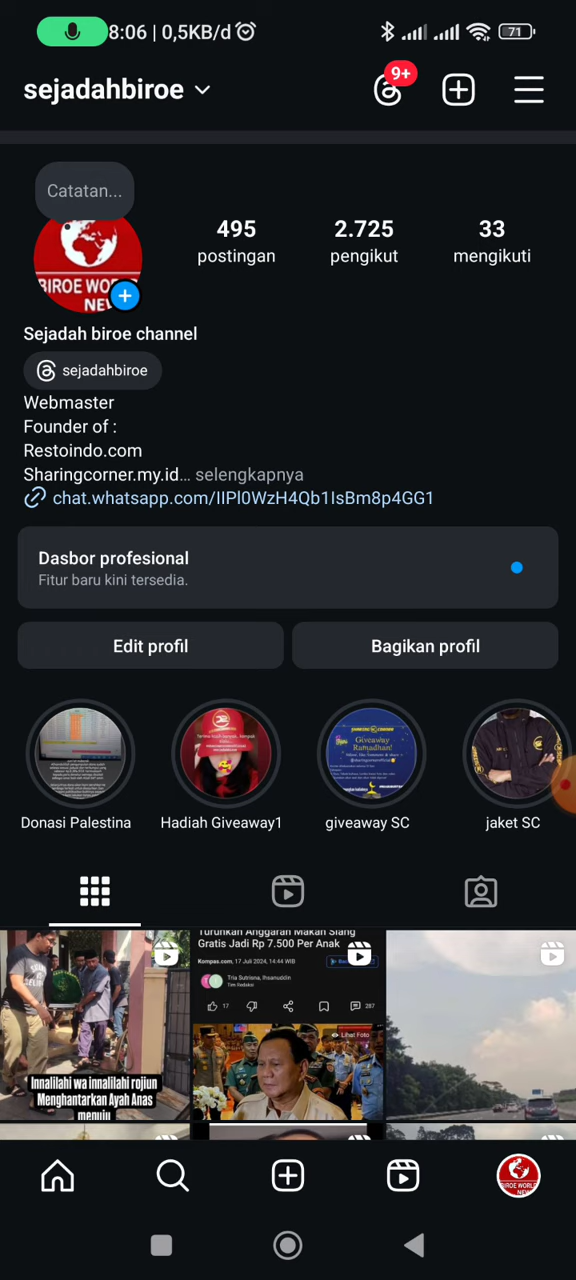 8:06 | 0,5KB/d
71
sejadahbiroe
9+
Catatan...
BIROE WO
NE
495
postingan
2.725
pengikut
33
mengikuti
Sejadah biroe channel
sejadahbiroe
Webmaster
Founder of :
Restoindo.com
Sharingcorner.my.id... selengkapnya
chat.whatsapp.com/IIPl0WzH4Qb1IsBm8p4GG1
Dasbor profesional
Fitur baru kini tersedia.
Edit profil
Bagikan profil
Giveaway
Ramadhan!
Donasi Palestina
Hadiah Giveaway1
giveaway SC
jaket SC
Turunkan Anggaran Makan Siang
Gratis Jadi Rp 7.500 Per Anak
Kompas.com, 17 Juli 2024, 14:44 WIB
Tria Sutrisna, Ihsanuddin
Tim Redaksi
17
287
Lihat Foto
Innalilahi wa innalilahi rojiun
Menghantarkan Ayah Anas
menuju
BIROE WORLD
NEW